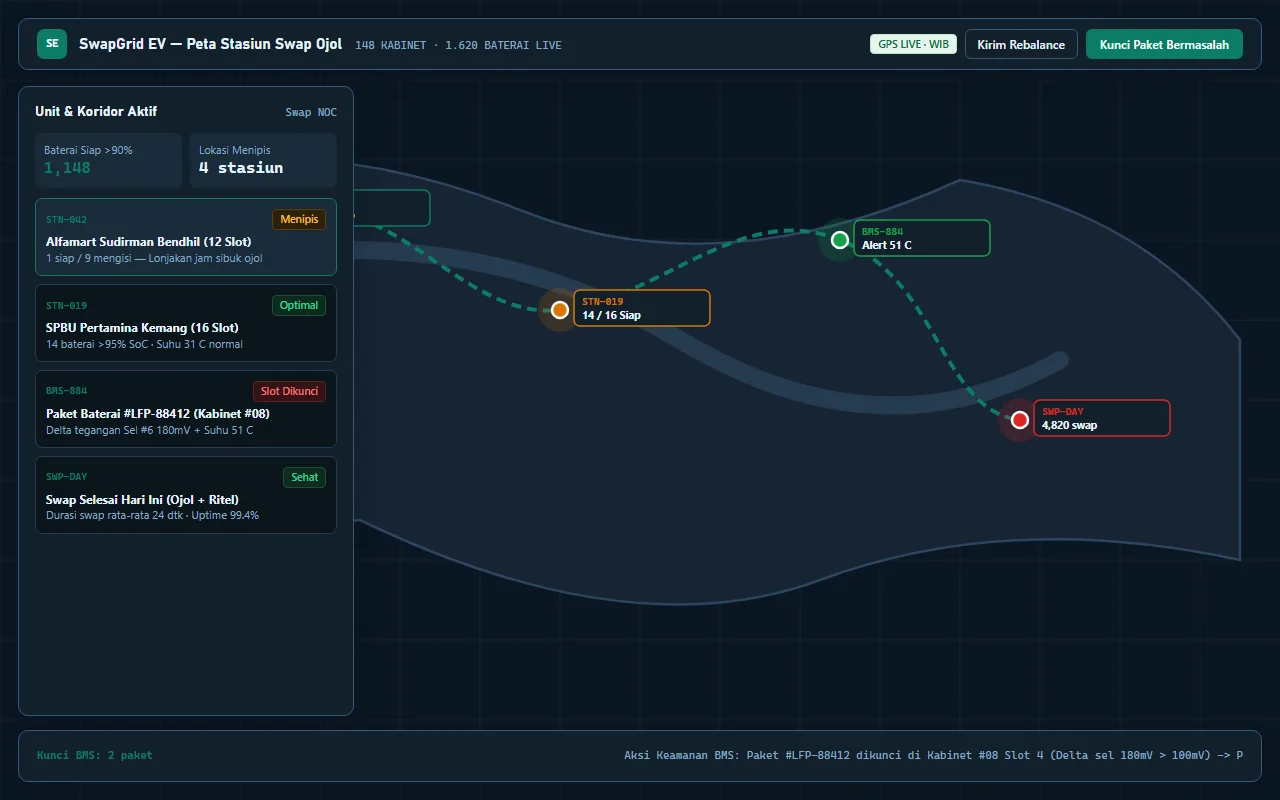 SE
SwapGrid EV — Peta Stasiun Swap Ojol
148 KABINET · 1.620 BATERAI LIVE
GPS LIVE · WIB
Kirim Rebalance
Kunci Paket Bermasalah
Unit & Koridor Aktif
Swap NOC
Baterai Siap >90%
1,148
Lokasi Menipis
4 stasiun
STN-042
Menipis
Alfamart Sudirman Bendhil (12 Slot)
1 siap / 9 mengisi — Lonjakan jam sibuk ojol
STN-019
Optimal
SPBU Pertamina Kemang (16 Slot)
14 baterai >95% SoC · Suhu 31 C normal
BMS-884
Slot Dikunci
Paket Baterai #LFP-88412 (Kabinet #08)
Delta tegangan Sel #6 180mV + Suhu 51 C
SWP-DAY
Sehat
Swap Selesai Hari Ini (Ojol + Ritel)
Durasi swap rata-rata 24 dtk · Uptime 99.4%
STN-019
14 / 16 Siap
BMS-884
Alert 51 C
SWP-DAY
4,820 swap
Kunci BMS: 2 paket
Aksi Keamanan BMS: Paket #LFP-88412 dikunci di Kabinet #08 Slot 4 (Delta sel 180mV > 100mV) -> P